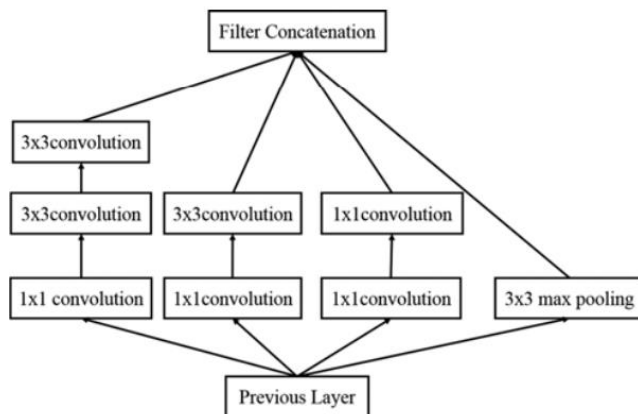 Filter Concatenation
3x3convolution
3x3convolution
3x3convolution
1x1convolution
1x1 convolution
1x1convolution
1x1convolution
3x3 max pooling
Previous Layer